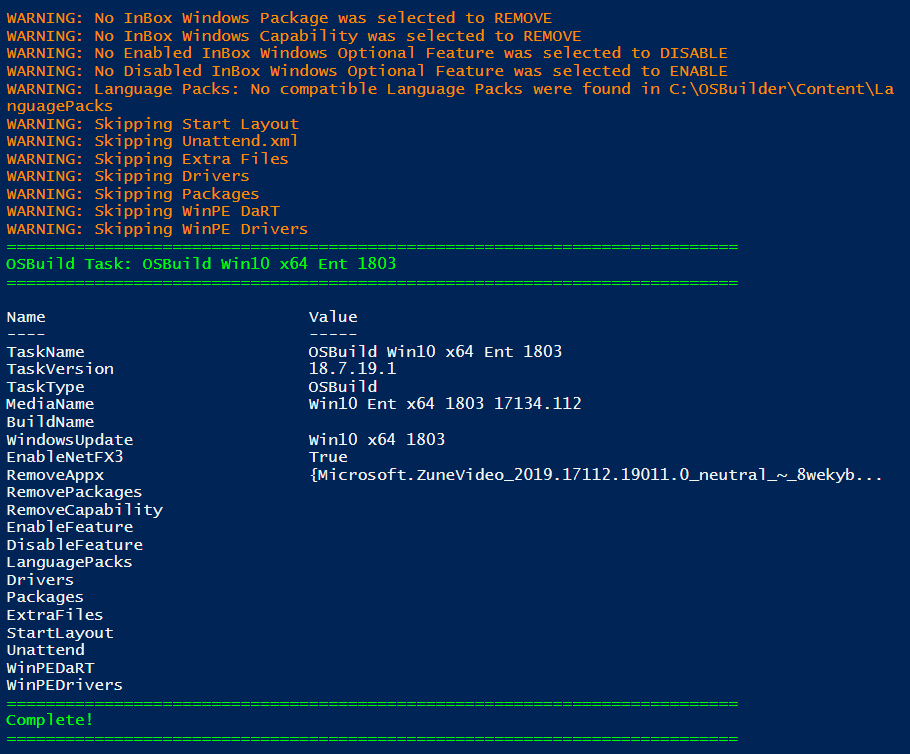 WARNING: No InBox Windows Package was selected to REMOVE
WARNING: No InBox Windows Capability was selected to REMOVE
WARNING: No Enabled InBox Windows Optional Feature was selected to DISABLE
WARNING: No Disabled InBox Windows Optional Feature was selected to ENABLE
WARNING: Language Packs: No compatible Language Packs were found in C:\OSBuilder\Content\La
nguagePacks
WARNING: Skipping Start Layout
WARNING: Skipping Unattend.xml
WARNING: Skipping Extra Files
WARNING: Skipping Drivers
WARNING: Skipping Packages
WARNING: Skipping WinPE DaRT
WARNING: Skipping WinPE Drivers
===========================================================================
OSBuild Task: OSBuild Win10 x64 Ent 1803
===========================================================================
Name                           Value
----                           -----
TaskName                       OSBuild Win10 x64 Ent 1803
TaskVersion                    18.7.19.1
TaskType                       OSBuild
MediaName                      Win10 Ent x64 1803 17134.112
BuildName
WindowsUpdate                  Win10 x64 1803
EnableNetFX3                   True
RemoveAppx                     {Microsoft.ZuneVideo_2019.17112.19011.0_neutral_~_8wekyb...
RemovePackages
RemoveCapability
EnableFeature
DisableFeature
LanguagePacks
Drivers
Packages
ExtraFiles
StartLayout
Unattend
WinPEDaRT
WinPEDrivers
===========================================================================
Complete!
===========================================================================